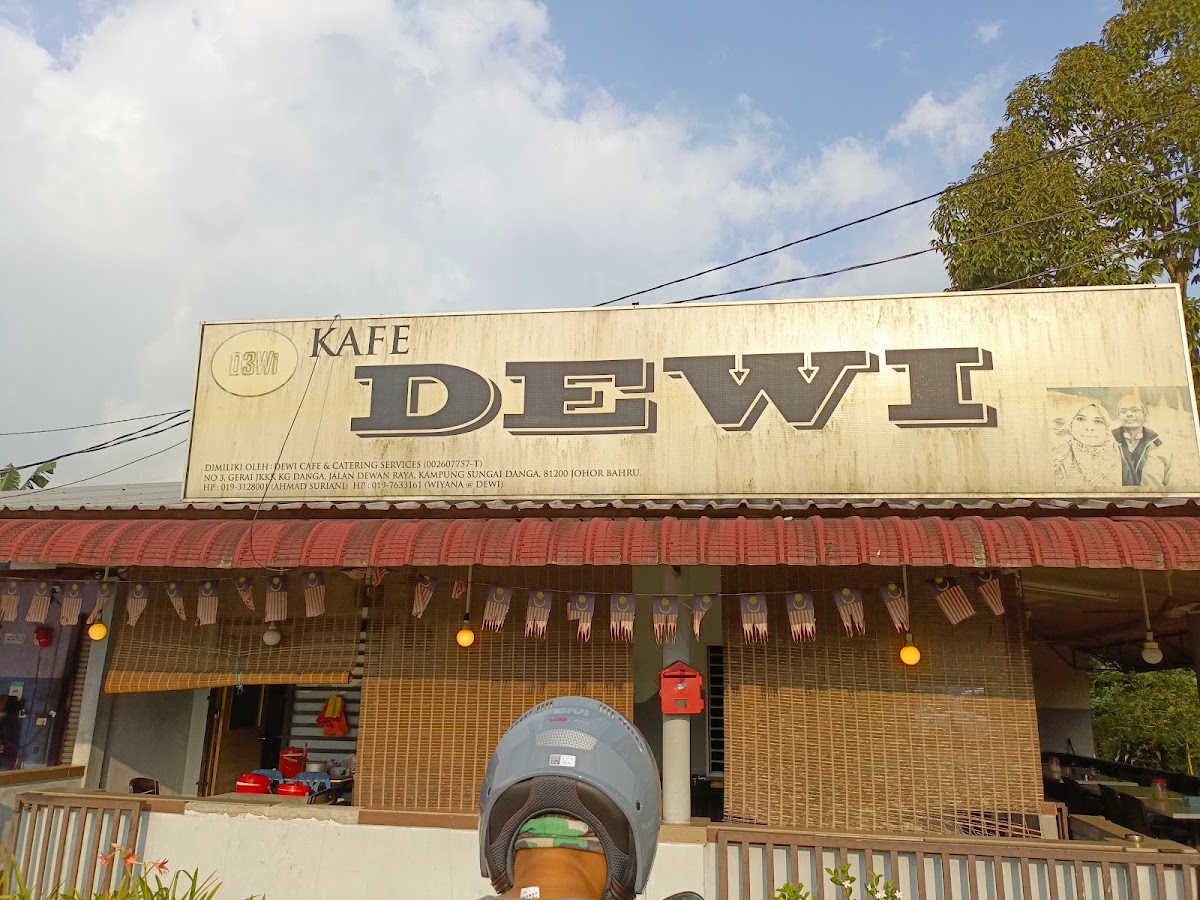 D3Wi
KAFE
DEWI
DIMILIKI OLEH : DEWI CAFE & CATERING SERVICES (002607757-T)
NO 3, GERAI JKKK KG DANGA, JALAN DEWAN RAYA, KAMPUNG SUNGAI DANGA, 81200 JOHOR BAHRU.
HP : 019-3128001 (AHMAD SURIANI) HP : 019-7633161 (WIYANA @ DEWI)